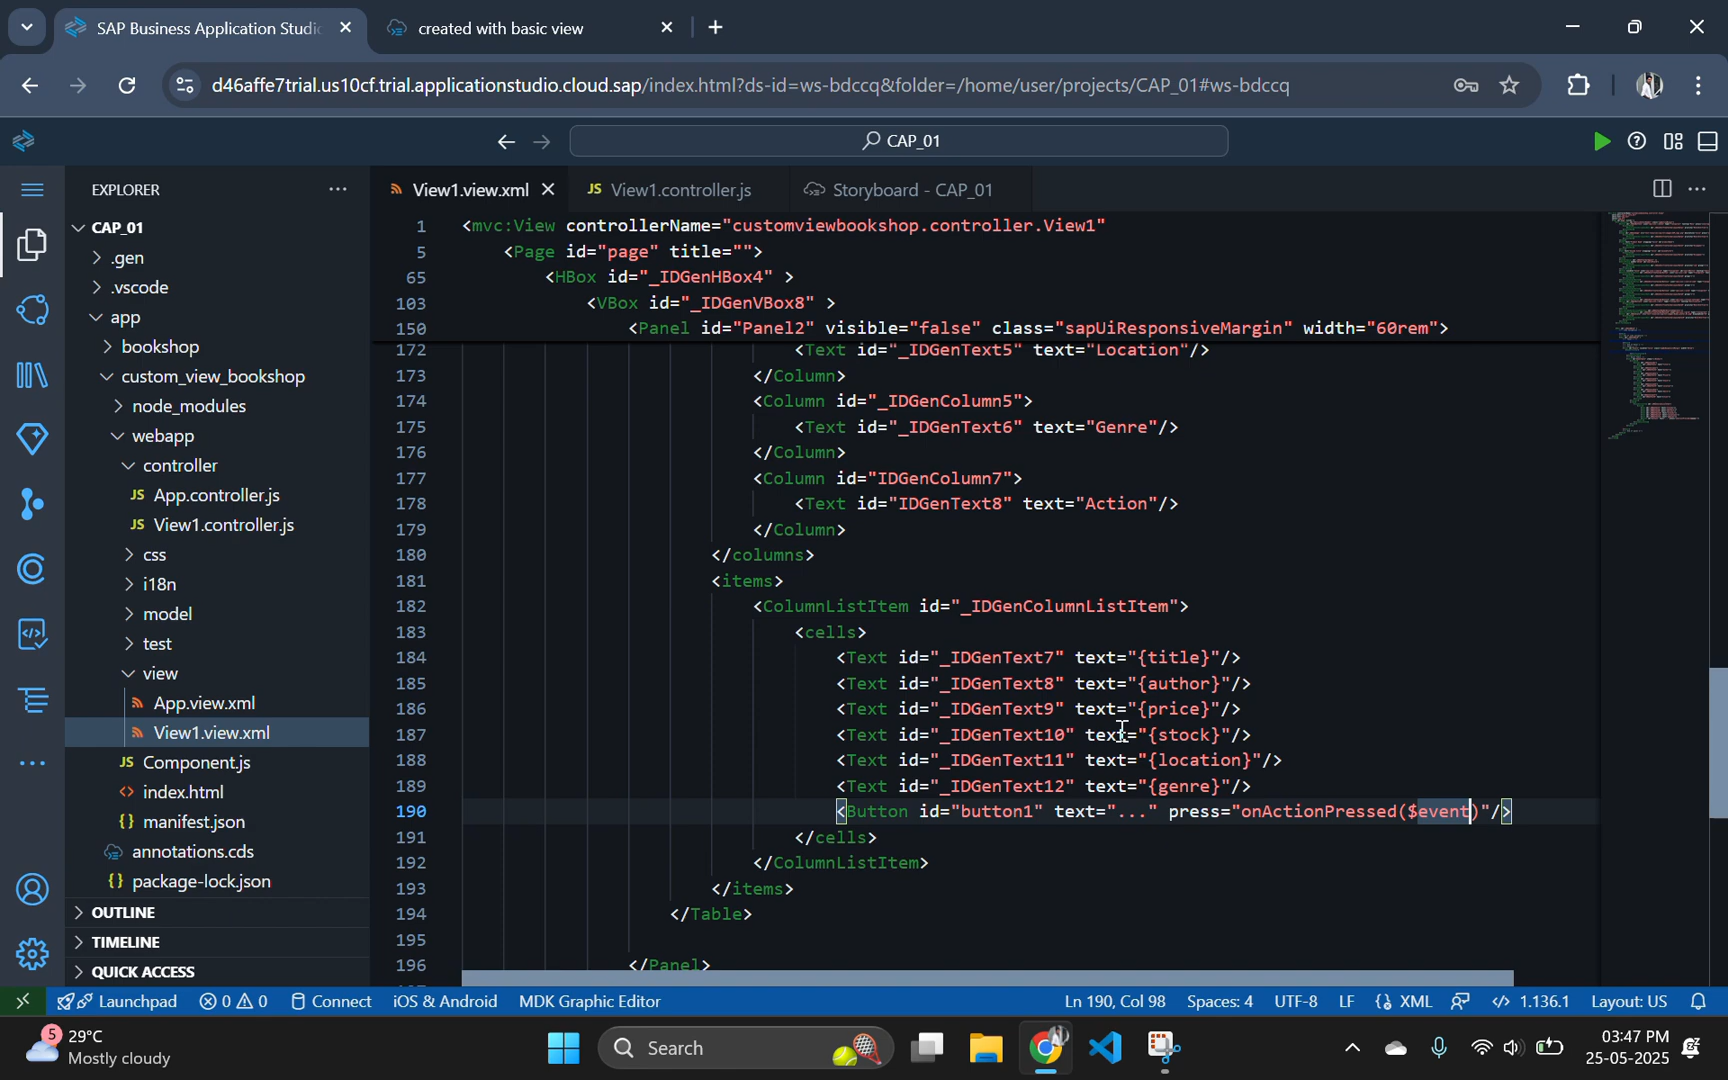 SAP Business Application Studio
created with basic view
d46affe7trial.us10cf.trial.applicationstudio.cloud.sap/index.html?ds-id=ws-bdccq&folder=/home/user/projects/CAP_01#ws-bdccq
CAP_01
EXPLORER
View1.view.xml
JS View1.controller.js
Storyboard - CAP_01
CAP_01
.gen
.vscode
app
bookshop
custom_view_bookshop
node_modules
webapp
controller
JS App.controller.js
JS View1.controller.js
css
i18n
model
test
view
App.view.xml
View1.view.xml
JS Component.js
<> index.html
{} manifest.json
annotations.cds
{} package-lock.json
OUTLINE
TIMELINE
QUICK ACCESS
1 <mvc:View controllerName="customviewbookshop.controller.View1"
5 <Page id="page" title="">
65 <HBox id="_IDGenHBox4" >
103 <VBox id="_IDGenVBox8" >
150 <Panel id="Panel2" visible="false" class="sapUiResponsiveMargin" width="60rem">
172 <Text id="_IDGenText5" text="Location"/>
173 </Column>
174 <Column id="_IDGenColumn5">
175 <Text id="_IDGenText6" text="Genre"/>
176 </Column>
177 <Column id="IDGenColumn7">
178 <Text id="IDGenText8" text="Action"/>
179 </Column>
180 </columns>
181 <items>
182 <ColumnListItem id="_IDGenColumnListItem">
183 <cells>
184 <Text id="_IDGenText7" text="{title}"/>
185 <Text id="_IDGenText8" text="{author}"/>
186 <Text id="_IDGenText9" text="{price}"/>
187 <Text id="_IDGenText10" text="{stock}"/>
188 <Text id="_IDGenText11" text="{location}"/>
189 <Text id="_IDGenText12" text="{genre}"/>
190 <Button id="button1" text="..." press="onActionPressed($event)"/>
191 </cells>
192 </ColumnListItem>
193 </items>
194 </Table>
195
196 </Panel>
Launchpad 0 0 Connect iOS & Android MDK Graphic Editor Ln 190, Col 98 Spaces: 4 UTF-8 LF {} XML </> 1.136.1 Layout: US
5
29°C
Mostly cloudy
Search
03:47 PM
25-05-2025